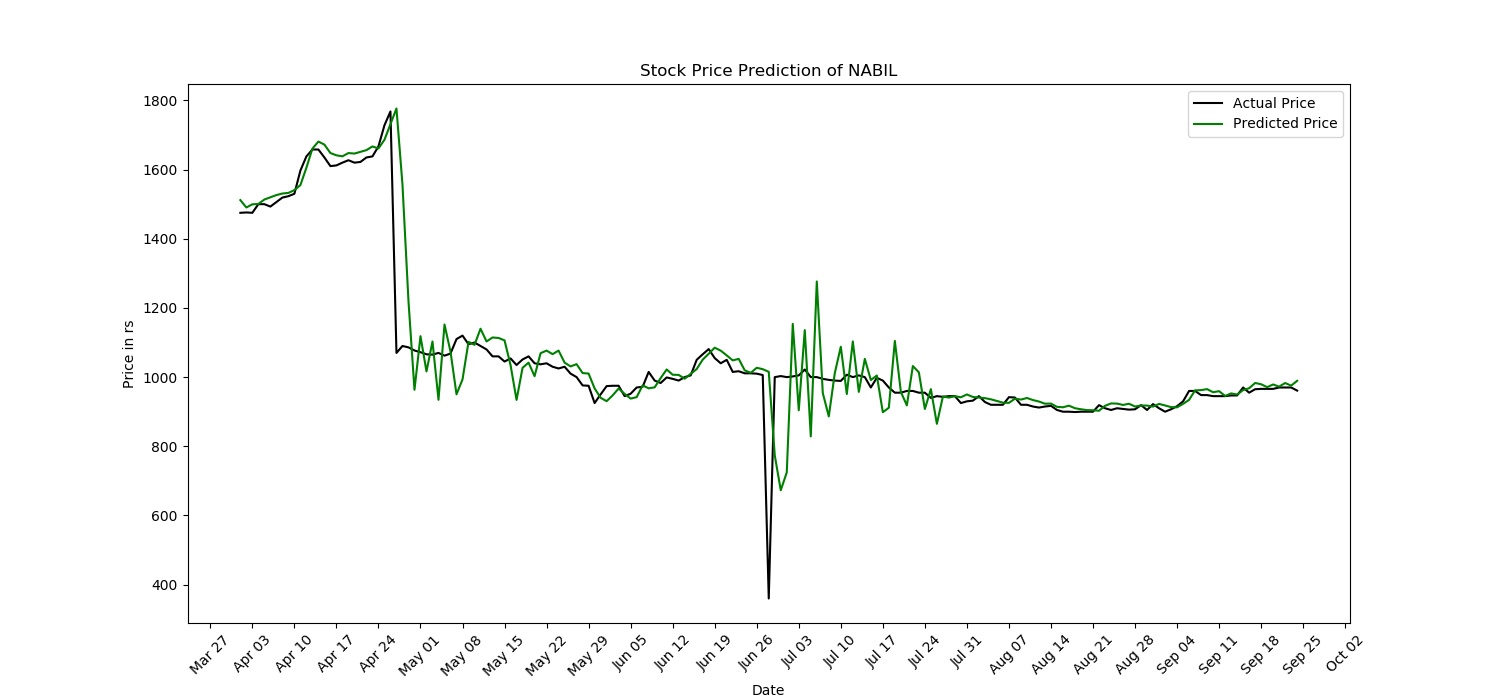 Stock Price Prediction of NABIL
Actual Price
Predicted Price
Price in rs
1800
1600
1400
1200
1000
800
600
400
Mar 27
Apr 03
Apr 10
Apr 17
Apr 24
May 01
May 08
May 15
May 22
May 29
Jun 05
Jun 12
Jun 19
Jun 26
Jul 03
Jul 10
Jul 17
Jul 24
Jul 31
Aug 07
Aug 14
Aug 21
Aug 28
Sep 04
Sep 11
Sep 18
Sep 25
Oct 02
Date